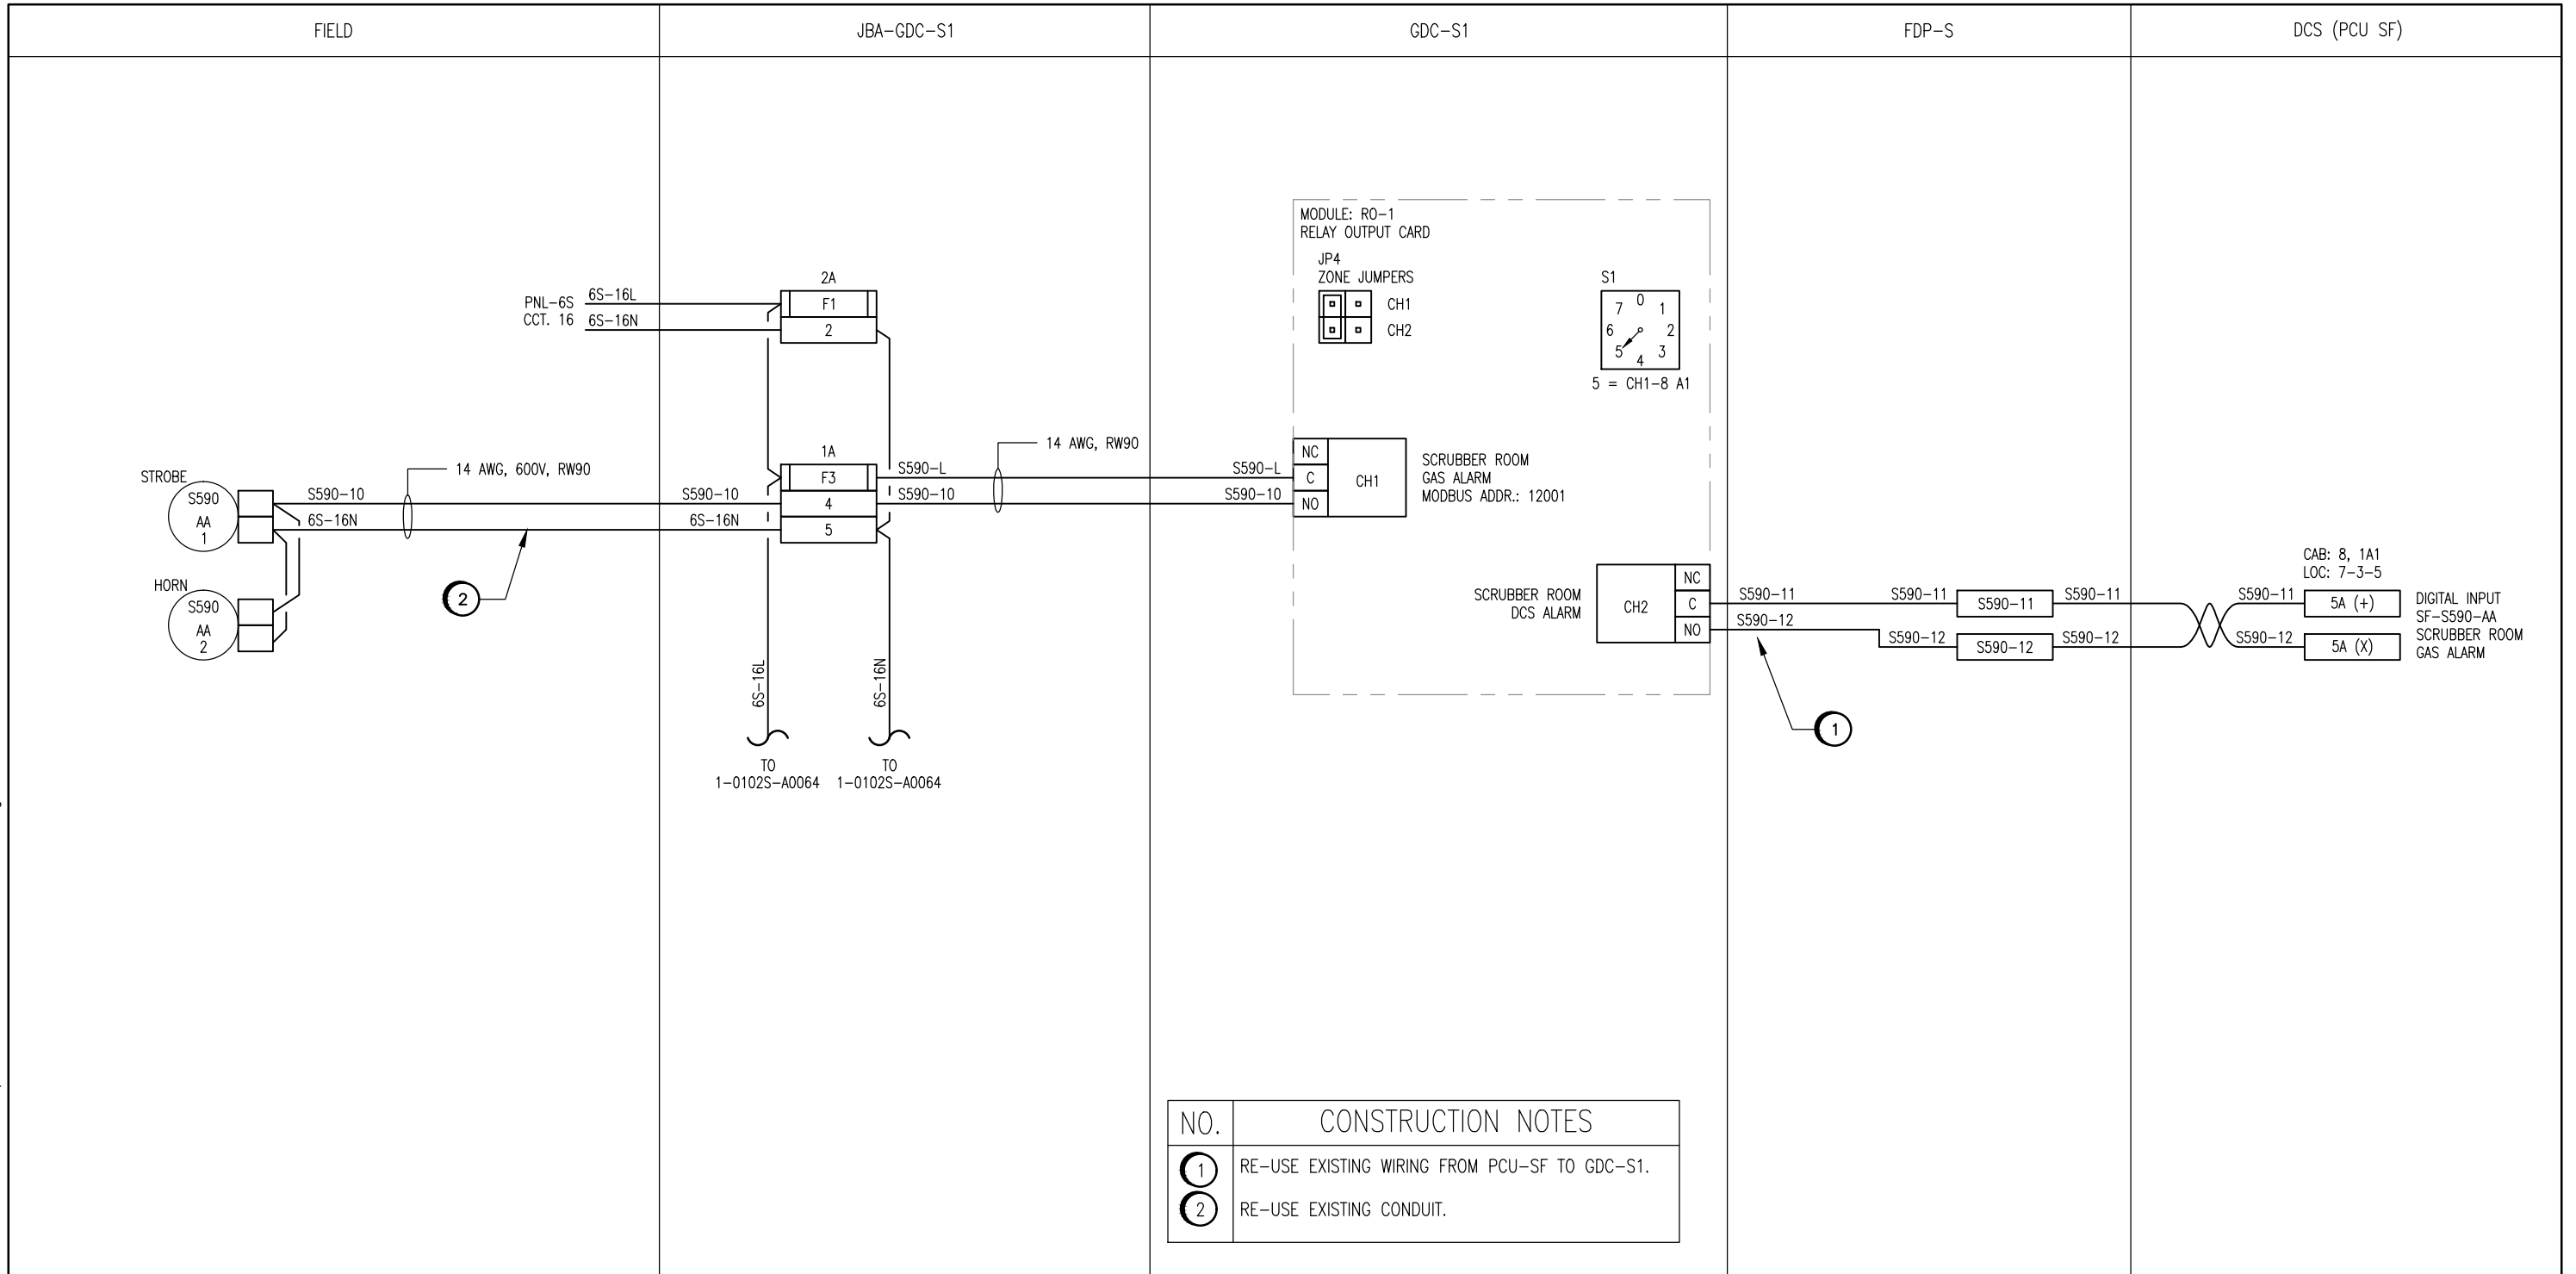 FIELD
JBA-GDC-S1
GDC-S1
FDP-S
DCS (PCU SF)
PNL-6S
CCT. 16
6S-16L
6S-16N
2A
F1
2
STROBE
S590
AA
1
HORN
S590
AA
2
S590-10
6S-16N
14 AWG, 600V, RW90
2
S590-10
6S-16N
1A
F3
4
5
S590-L
S590-10
14 AWG, RW90
S590-L
S590-10
6S-16L
6S-16N
TO
1-0102S-A0064
TO
1-0102S-A0064
MODULE: RO-1
RELAY OUTPUT CARD
JP4
ZONE JUMPERS
CH1
CH2
S1
0
1
2
3
4
5
6
7
5 = CH1-8 A1
NC
C
NO
CH1
SCRUBBER ROOM
GAS ALARM
MODBUS ADDR.: 12001
SCRUBBER ROOM
DCS ALARM
CH2
NC
C
NO
S590-11
S590-12
1
S590-11
S590-12
S590-11
S590-12
S590-11
S590-12
S590-11
S590-12
CAB: 8, 1A1
LOC: 7-3-5
5A (+)
5A (X)
DIGITAL INPUT
SF-S590-AA
SCRUBBER ROOM
GAS ALARM
NO. CONSTRUCTION NOTES
1 RE-USE EXISTING WIRING FROM PCU-SF TO GDC-S1.
2 RE-USE EXISTING CONDUIT.